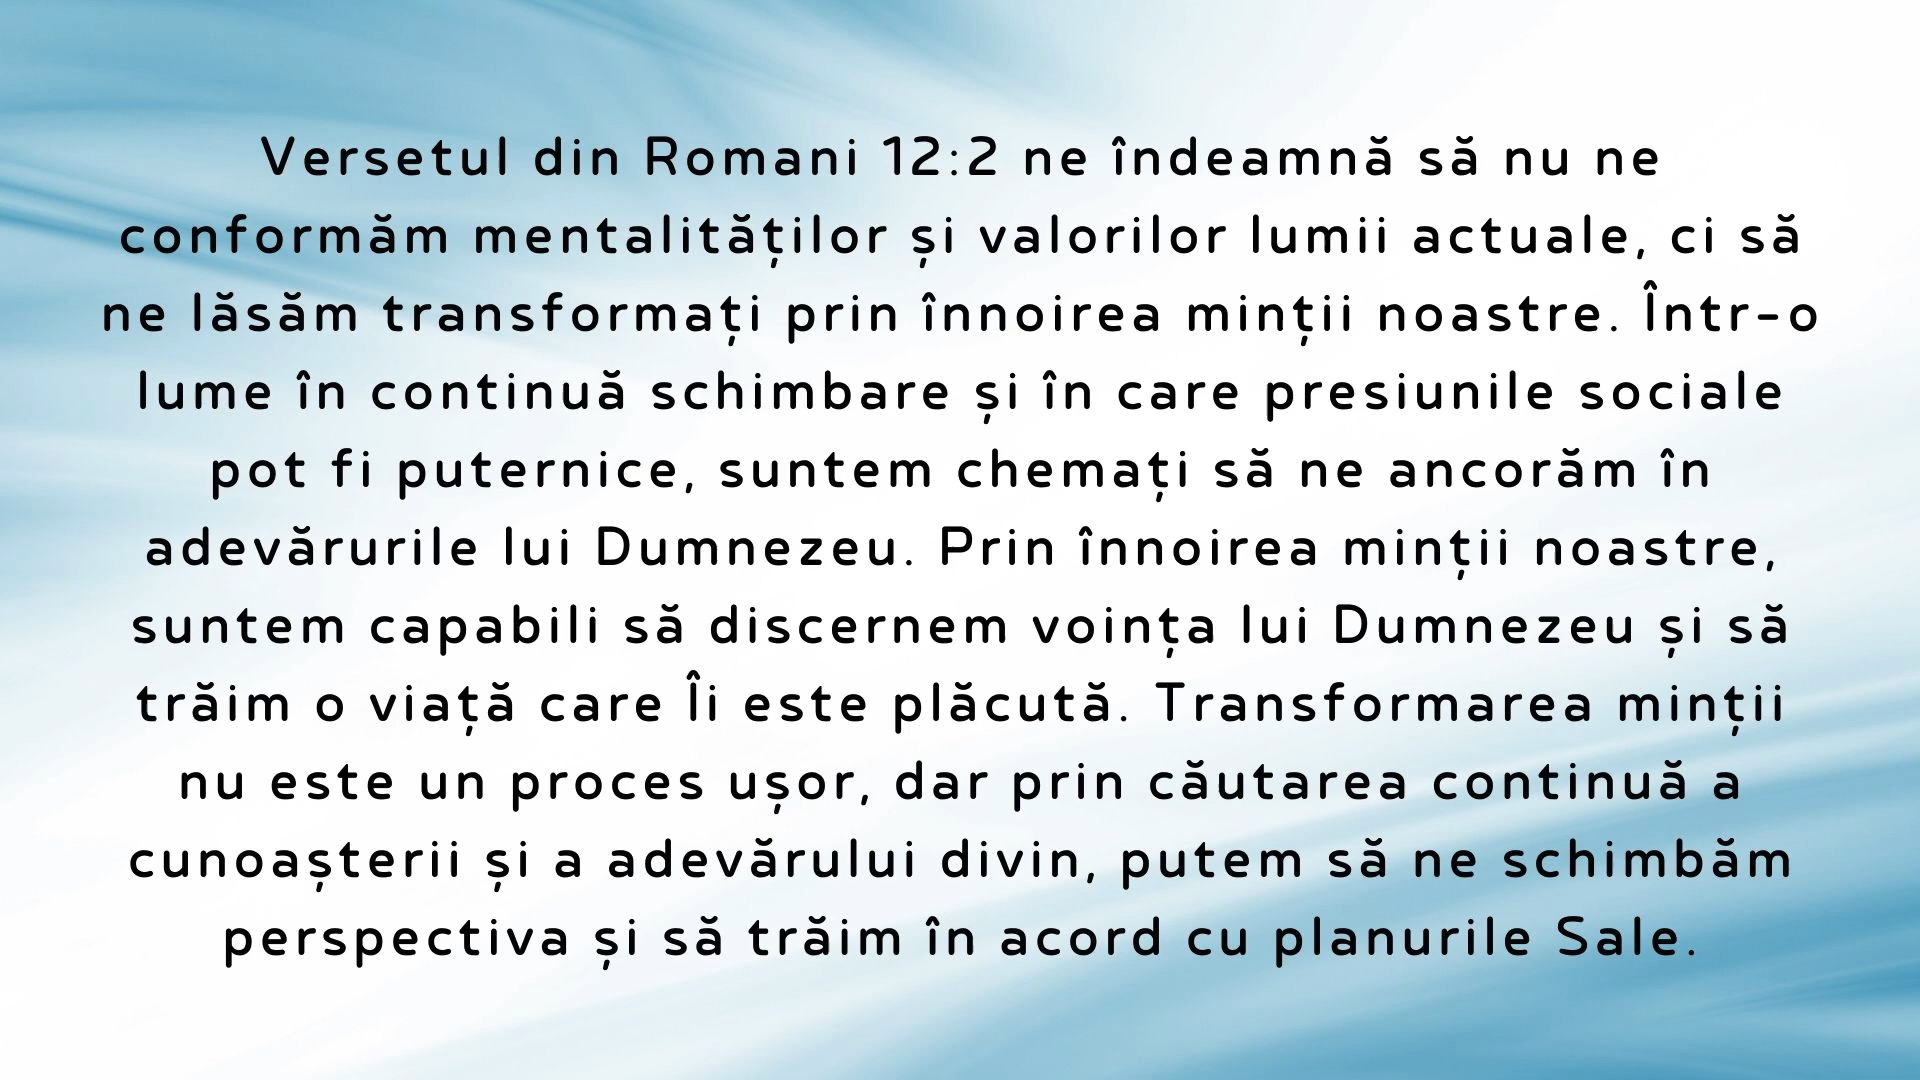 Versetul din Romani 12:2 ne îndeamnă să nu ne
conformăm mentalităților și valorilor lumii actuale, ci să
ne lăsăm transformați prin înnoirea minții noastre. Într-o
lume în continuă schimbare și în care presiunile sociale
pot fi puternice, suntem chemați să ne ancorăm în
adevărurile lui Dumnezeu. Prin înnoirea minții noastre,
suntem capabili să discernem voința lui Dumnezeu și să
trăim o viață care Îi este plăcută. Transformarea minții
nu este un proces ușor, dar prin căutarea continuă a
cunoașterii și a adevărului divin, putem să ne schimbăm
perspectiva și să trăim în acord cu planurile Sale.